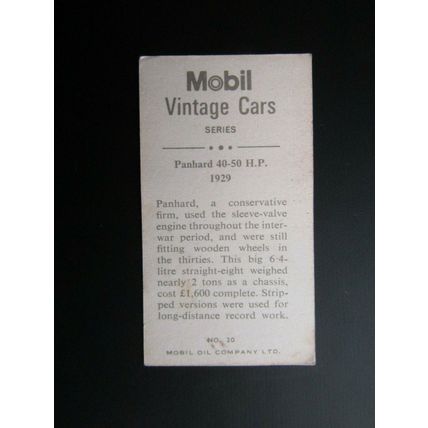 Mobil
Vintage Cars
SERIES
Panhard 40-50 H.P.
1929
Panhard, a conservative
firm, used the sleeve-valve
engine throughout the inter-
war period, and were still
fitting wooden wheels in
the thirties. This big 6·4-
litre straight-eight weighed
nearly 2 tons as a chassis,
cost £1,600 complete. Strip-
ped versions were used for
long-distance record work.
NO. 20
MOBIL OIL COMPANY LTD.